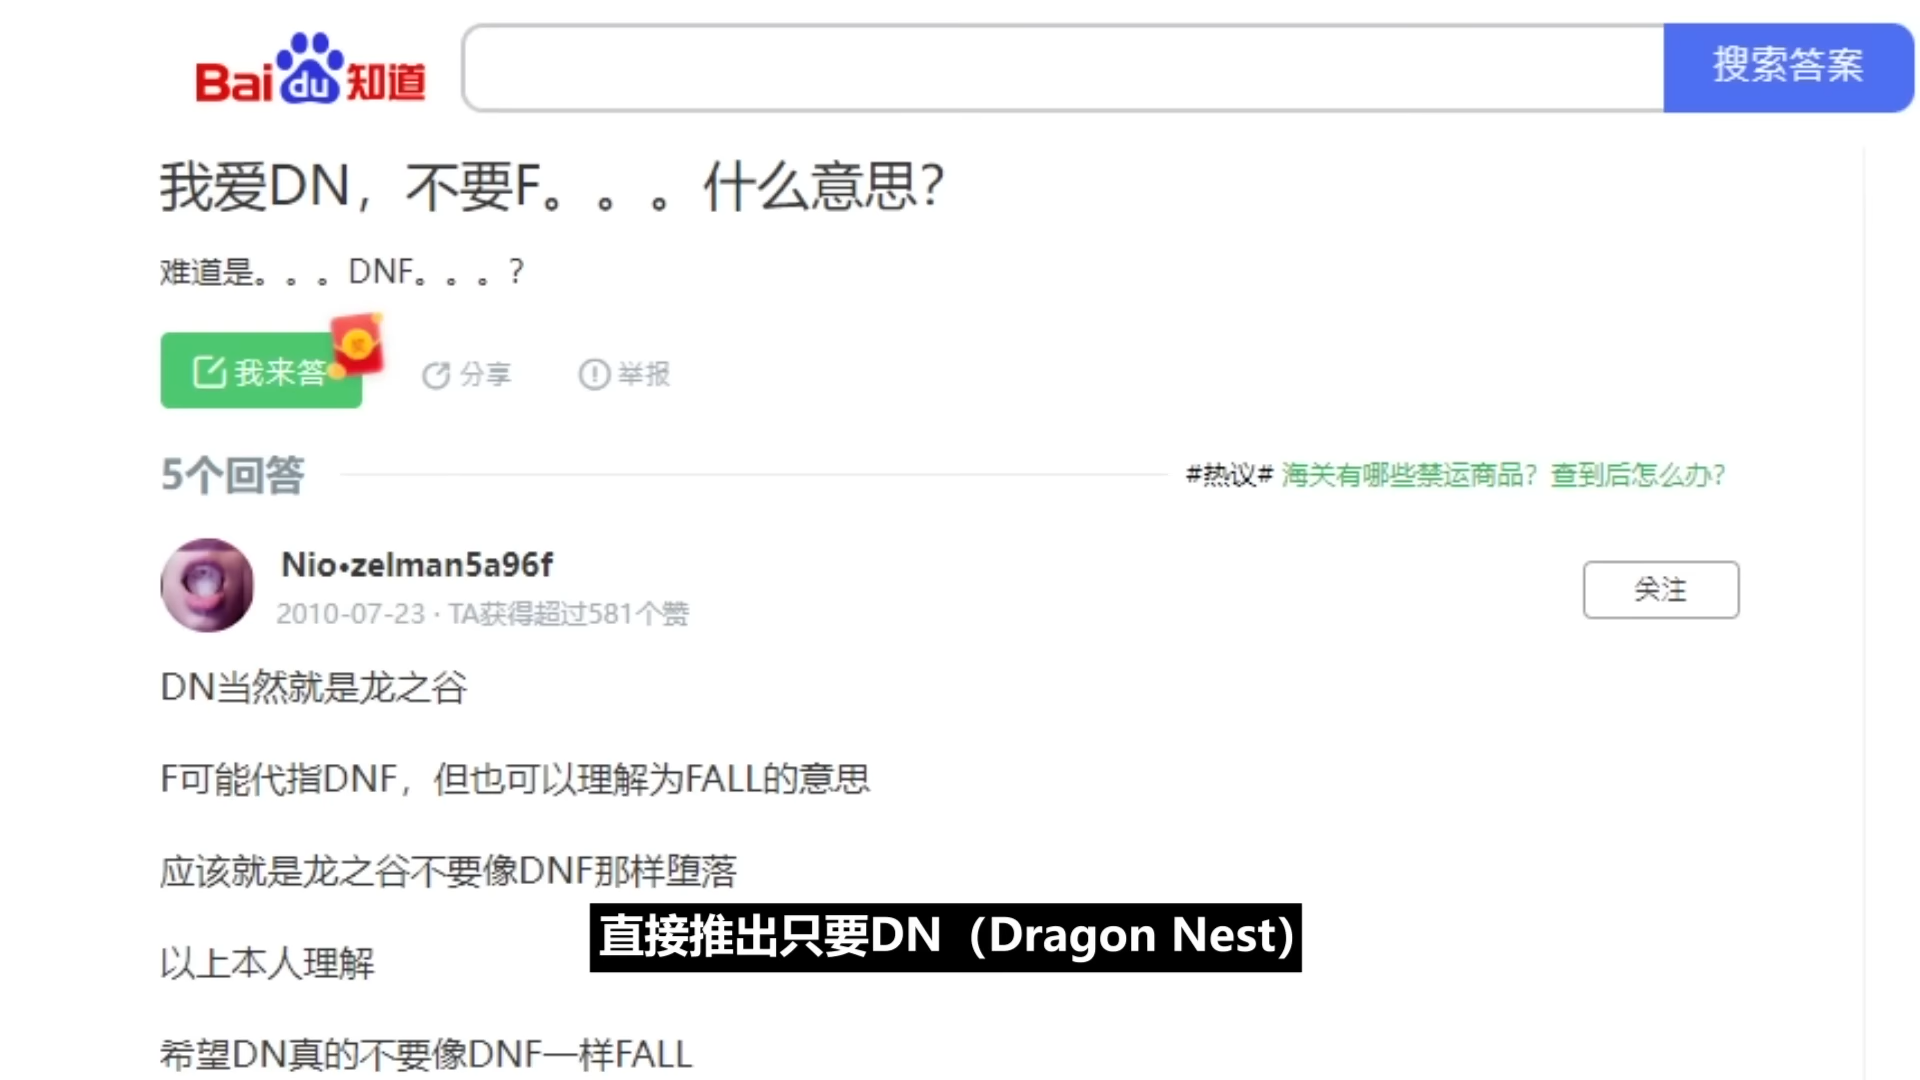 Baidu知道
搜索答案
我爱DN，不要F。。。什么意思？
难道是。。。DNF。。。？
我来答
奖
分享
举报
5个回答
#热议# 海关有哪些禁运商品？查到后怎么办？
Nio•zelman5a96f
关注
2010-07-23 · TA获得超过581个赞
DN当然就是龙之谷
F可能代指DNF，但也可以理解为FALL的意思
应该就是龙之谷不要像DNF那样堕落
直接推出只要DN（Dragon Nest）
以上本人理解
希望DN真的不要像DNF一样FALL